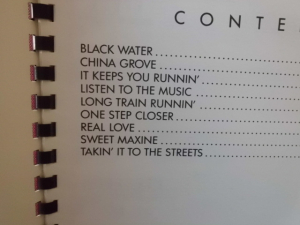 CONTE
BLACK WATER
CHINA GROVE
IT KEEPS YOU RUNNIN'
LISTEN TO THE MUSIC
LONG TRAIN RUNNIN'
ONE STEP CLOSER
REAL LOVE
SWEET MAXINE
TAKIN' IT TO THE STREETS